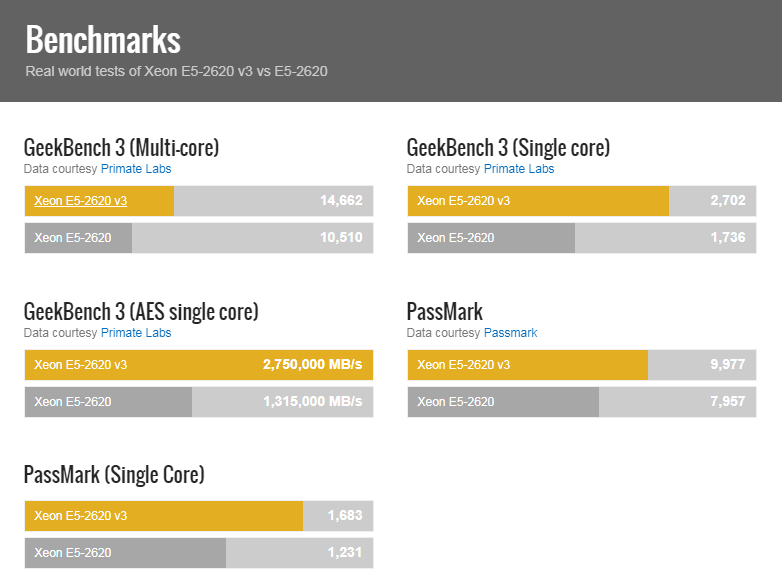 Benchmarks
Real world tests of Xeon E5-2620 v3 vs E5-2620
GeekBench 3 (Multi-core)
Data courtesy Primate Labs
Xeon E5-2620 v3 14,662
Xeon E5-2620 10,510
GeekBench 3 (Single core)
Data courtesy Primate Labs
Xeon E5-2620 v3 2,702
Xeon E5-2620 1,736
GeekBench 3 (AES single core)
Data courtesy Primate Labs
Xeon E5-2620 v3 2,750,000 MB/s
Xeon E5-2620 1,315,000 MB/s
PassMark
Data courtesy Passmark
Xeon E5-2620 v3 9,977
Xeon E5-2620 7,957
PassMark (Single Core)
Xeon E5-2620 v3 1,683
Xeon E5-2620 1,231